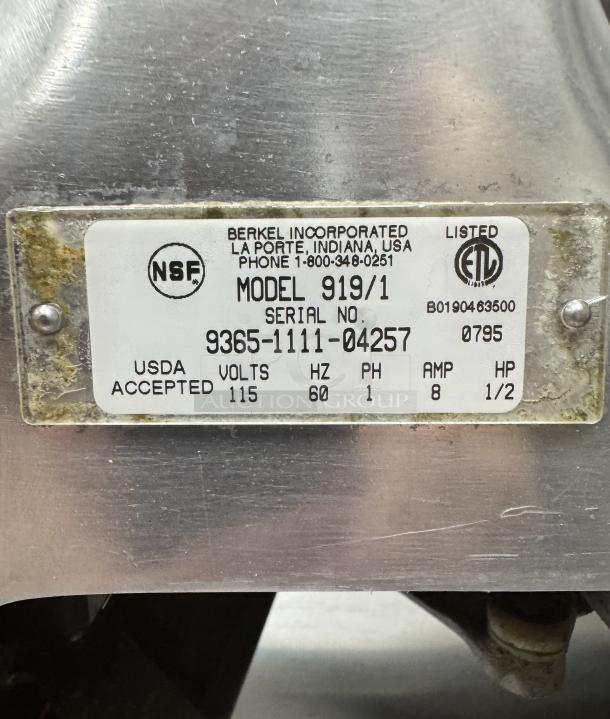 BERKEL INCORPORATED
LA PORTE, INDIANA, USA
PHONE 1-800-348-0251
NSF
LISTED
ETL
MODEL 919/1
SERIAL NO.
9365-1111-04257
B0190463500
0795
USDA ACCEPTED
VOLTS HZ PH AMP HP
115 60 1 8 1/2
AUCTION GROUP